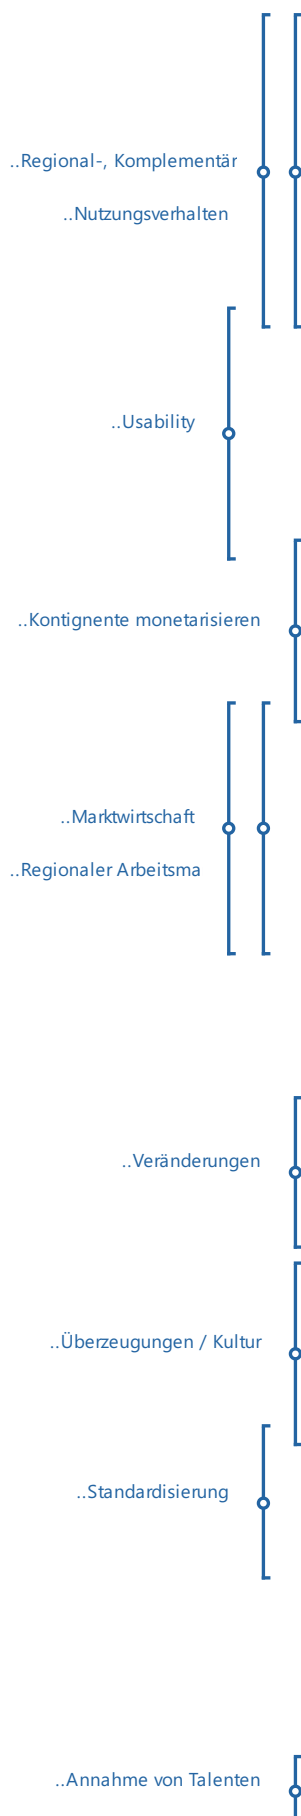 ..Regional-, Komplementär
..Nutzungsverhalten
..Usability
..Kontignente monetarisieren
..Marktwirtschaft
..Regionaler Arbeitsma
..Veränderungen
..Überzeugungen / Kultur
..Standardisierung
..Annahme von Talenten